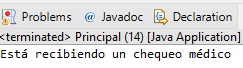 Problems @ Javadoc Declaration
<terminated> Principal (14) [Java Application]
Está recibiendo un chequeo médico